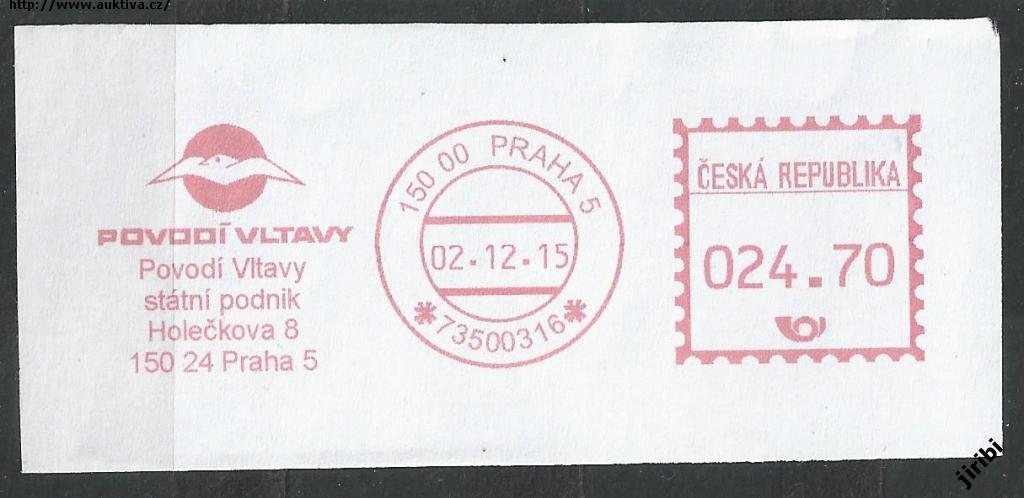 http://www.auktiva.cz/
POVODÍ VLTAVY
Povodí Vltavy
státní podnik
Holečkova 8
150 24 Praha 5
150 00 PRAHA 5
02.12.15
*73500316*
ČESKÁ REPUBLIKA
024.70
jiribi